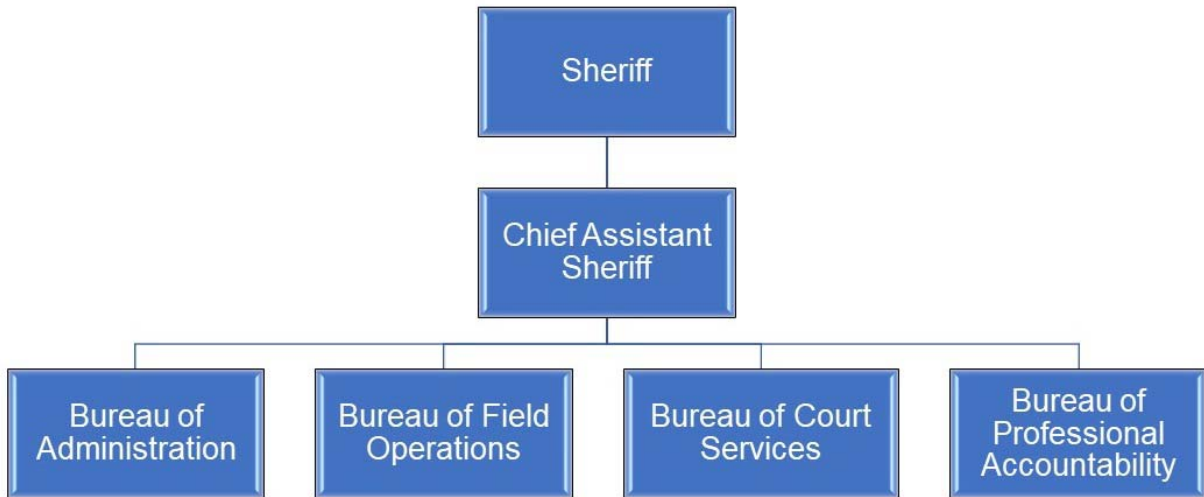 Sheriff
Chief Assistant
Sheriff
Bureau of
Administration
Bureau of Field
Operations
Bureau of Court
Services
Bureau of
Professional
Accountability